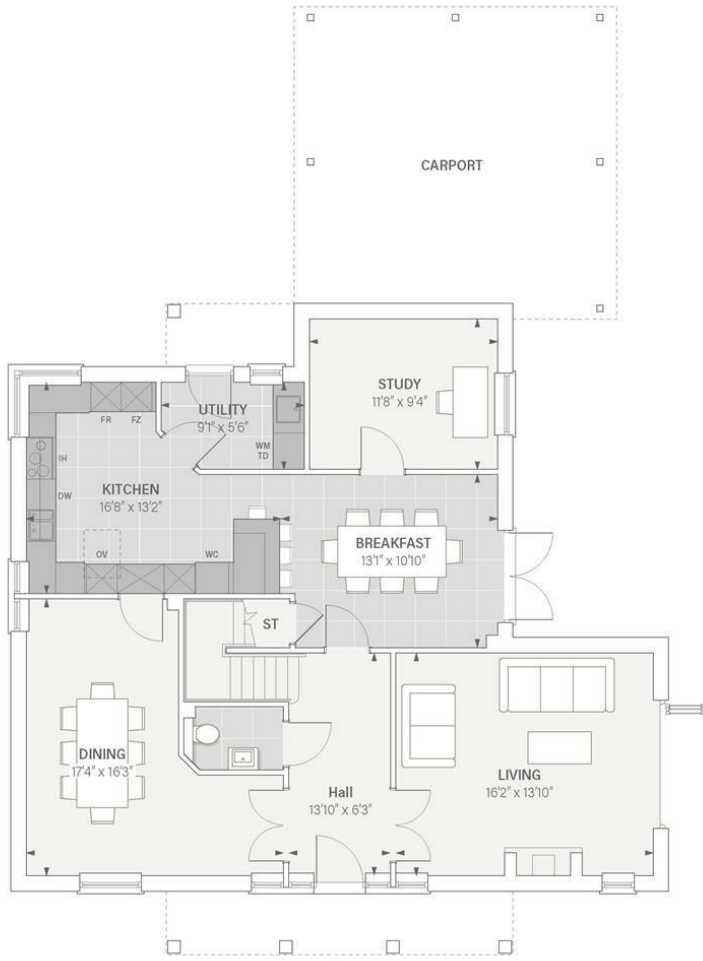 CARPORT
STUDY
11'8" x 9'4"
UTILITY
9'1" x 5'6"
FR
FZ
WM
TD
IH
DW
KITCHEN
16'8" x 13'2"
BREAKFAST
13'1" x 10'10"
OV
WC
ST
DINING
17'4" x 16'3"
Hall
13'10" x 6'3"
LIVING
16'2" x 13'10"